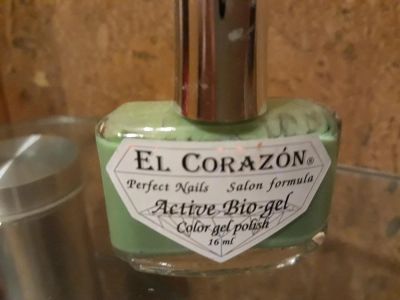 EL CORAZÓN®
Perfect Nails Salon formula
Active Bio-gel
Color gel polish
16 ml